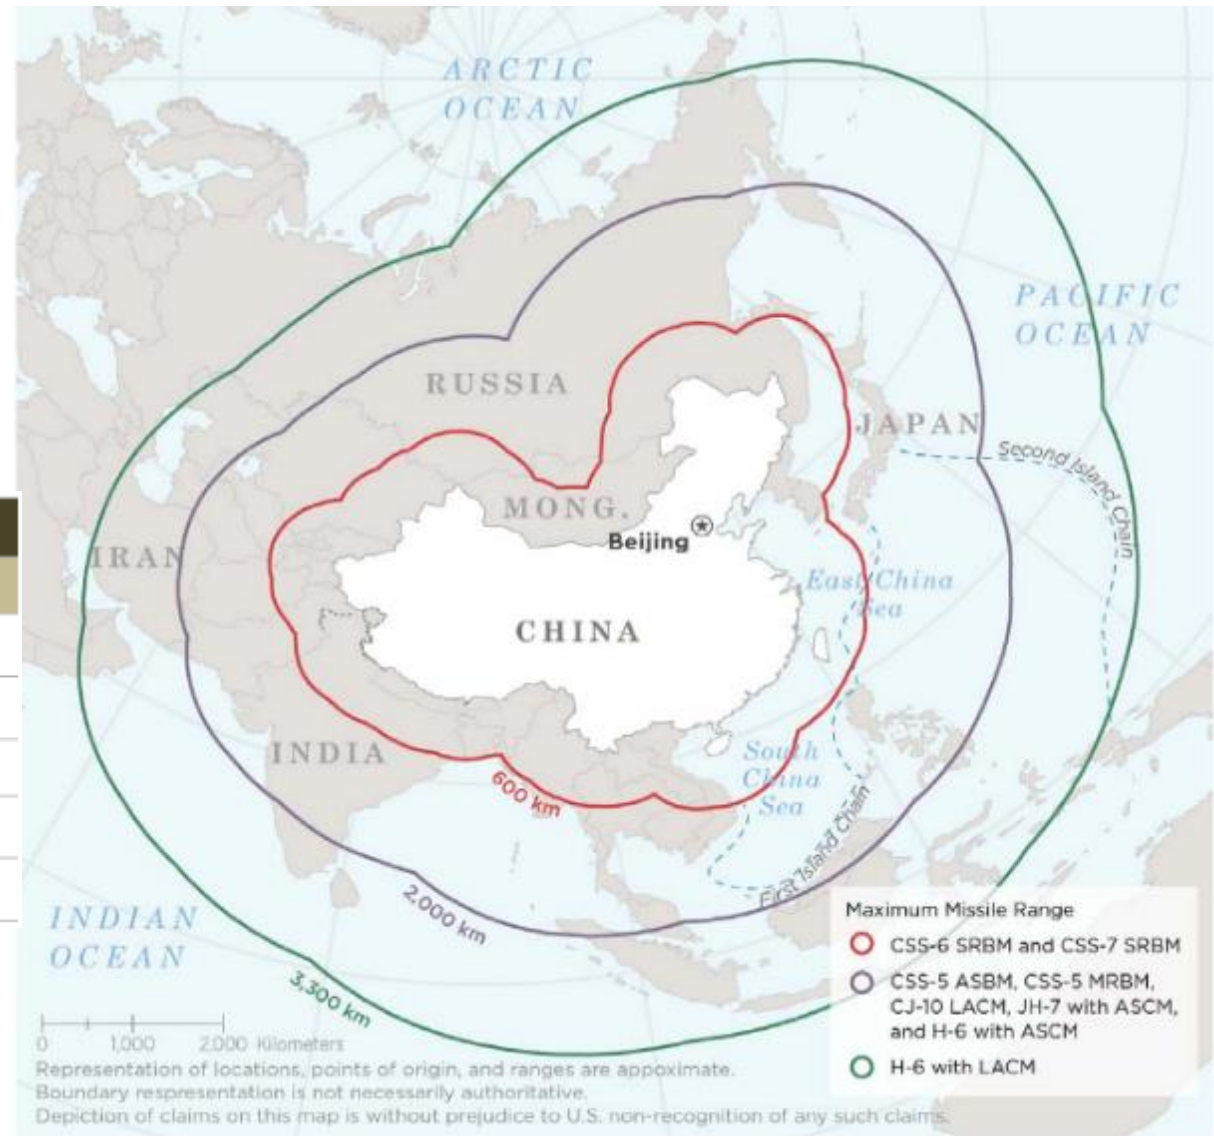 ARCTIC
OCEAN
PACIFIC
OCEAN
RUSSIA
JAPAN
Second Island Chain
MONG.
Beijing
IRAN
East China
Sea
CHINA
INDIA
South
China
Sea
600 km
First Island Chain
2,000 km
INDIAN
OCEAN
3,300 km
Maximum Missile Range
CSS-6 SRBM and CSS-7 SRBM
CSS-5 ASBM, CSS-5 MRBM,
CJ-10 LACM, JH-7 with ASCM,
and H-6 with ASCM
H-6 with LACM
0 1,000 2,000 Kilometers
Representation of locations, points of origin, and ranges are appoximate.
Boundary respresentation is not necessarily authoritative.
Depiction of claims on this map is without prejudice to U.S. non-recognition of any such claims.